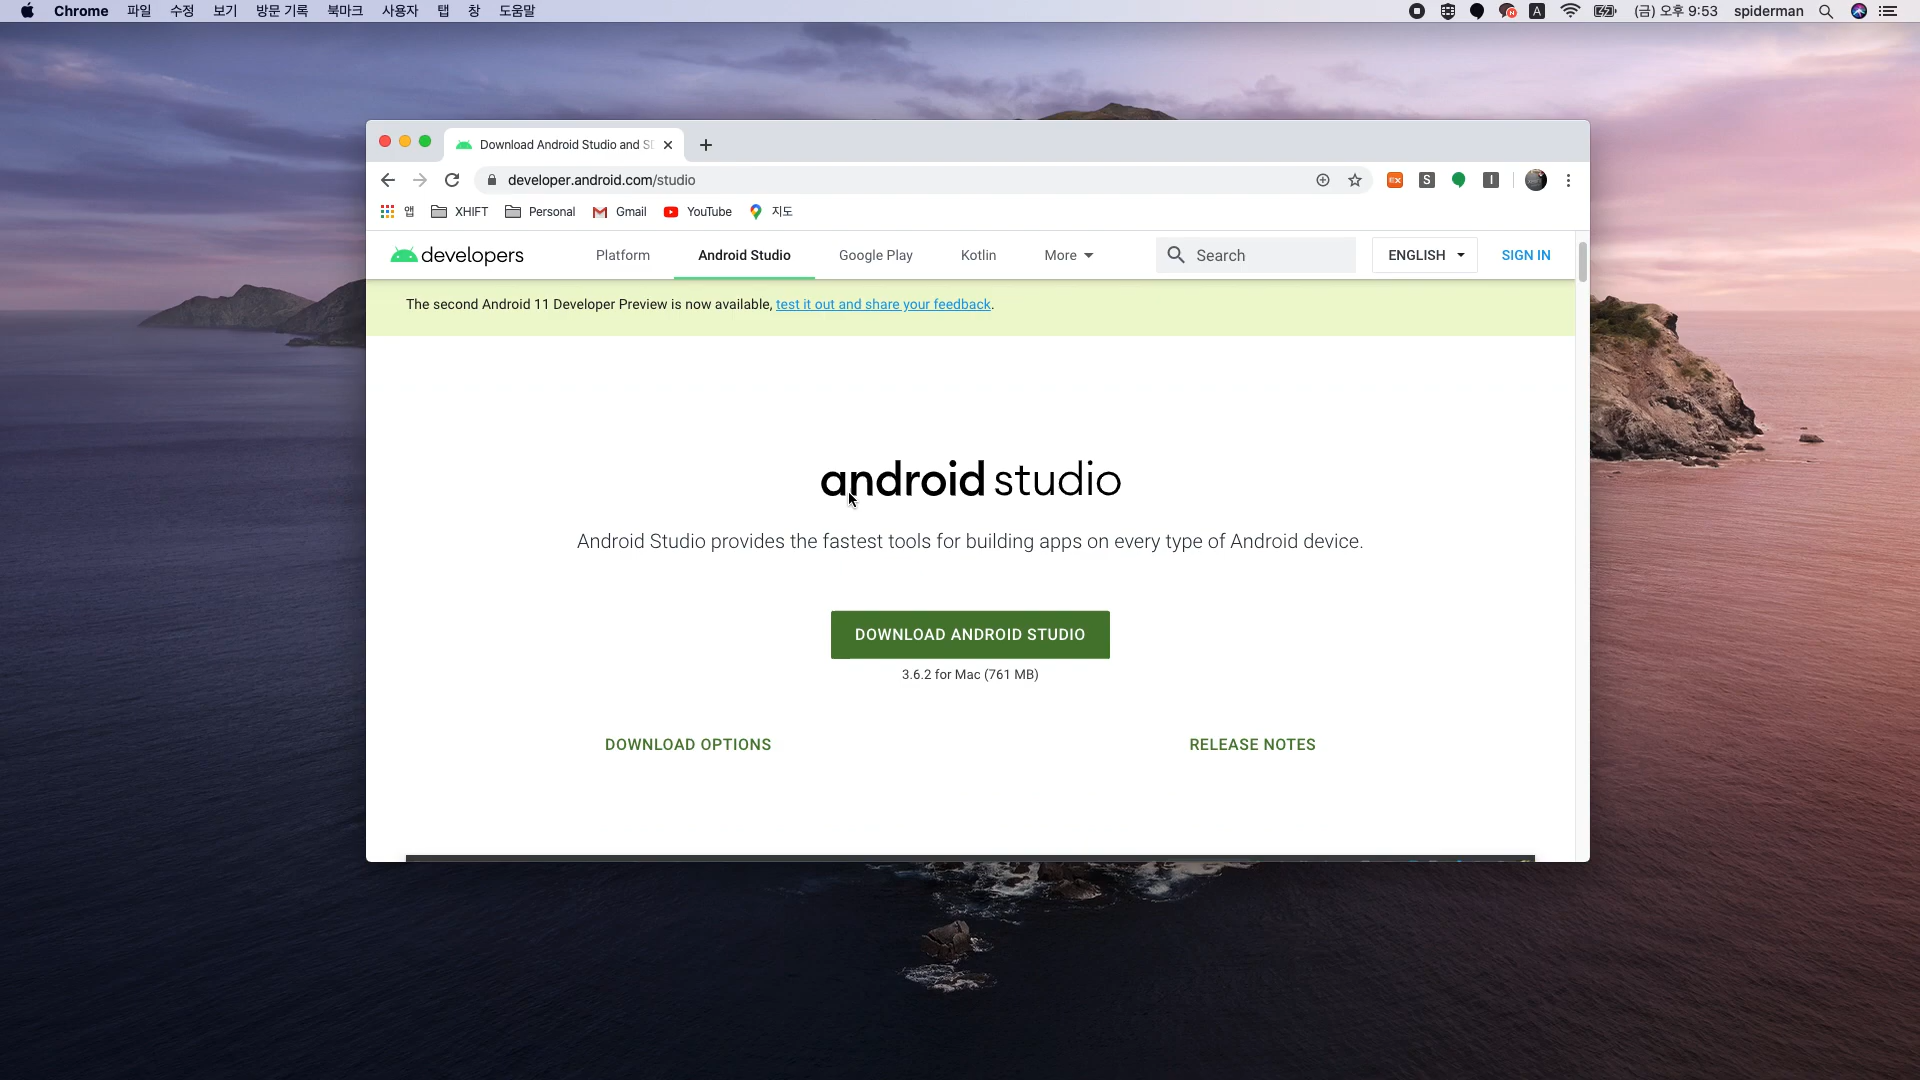 Chrome 파일 수정 보기 방문 기록 북마크 사용자 탭 창 도움말 A (금) 오후 9:53 spiderman
Download Android Studio and S
developer.android.com/studio
앱 XHIFT Personal Gmail YouTube 지도
developers Platform Android Studio Google Play Kotlin More Search ENGLISH SIGN IN
The second Android 11 Developer Preview is now available, test it out and share your feedback.
android studio
Android Studio provides the fastest tools for building apps on every type of Android device.
DOWNLOAD ANDROID STUDIO
3.6.2 for Mac (761 MB)
DOWNLOAD OPTIONS RELEASE NOTES